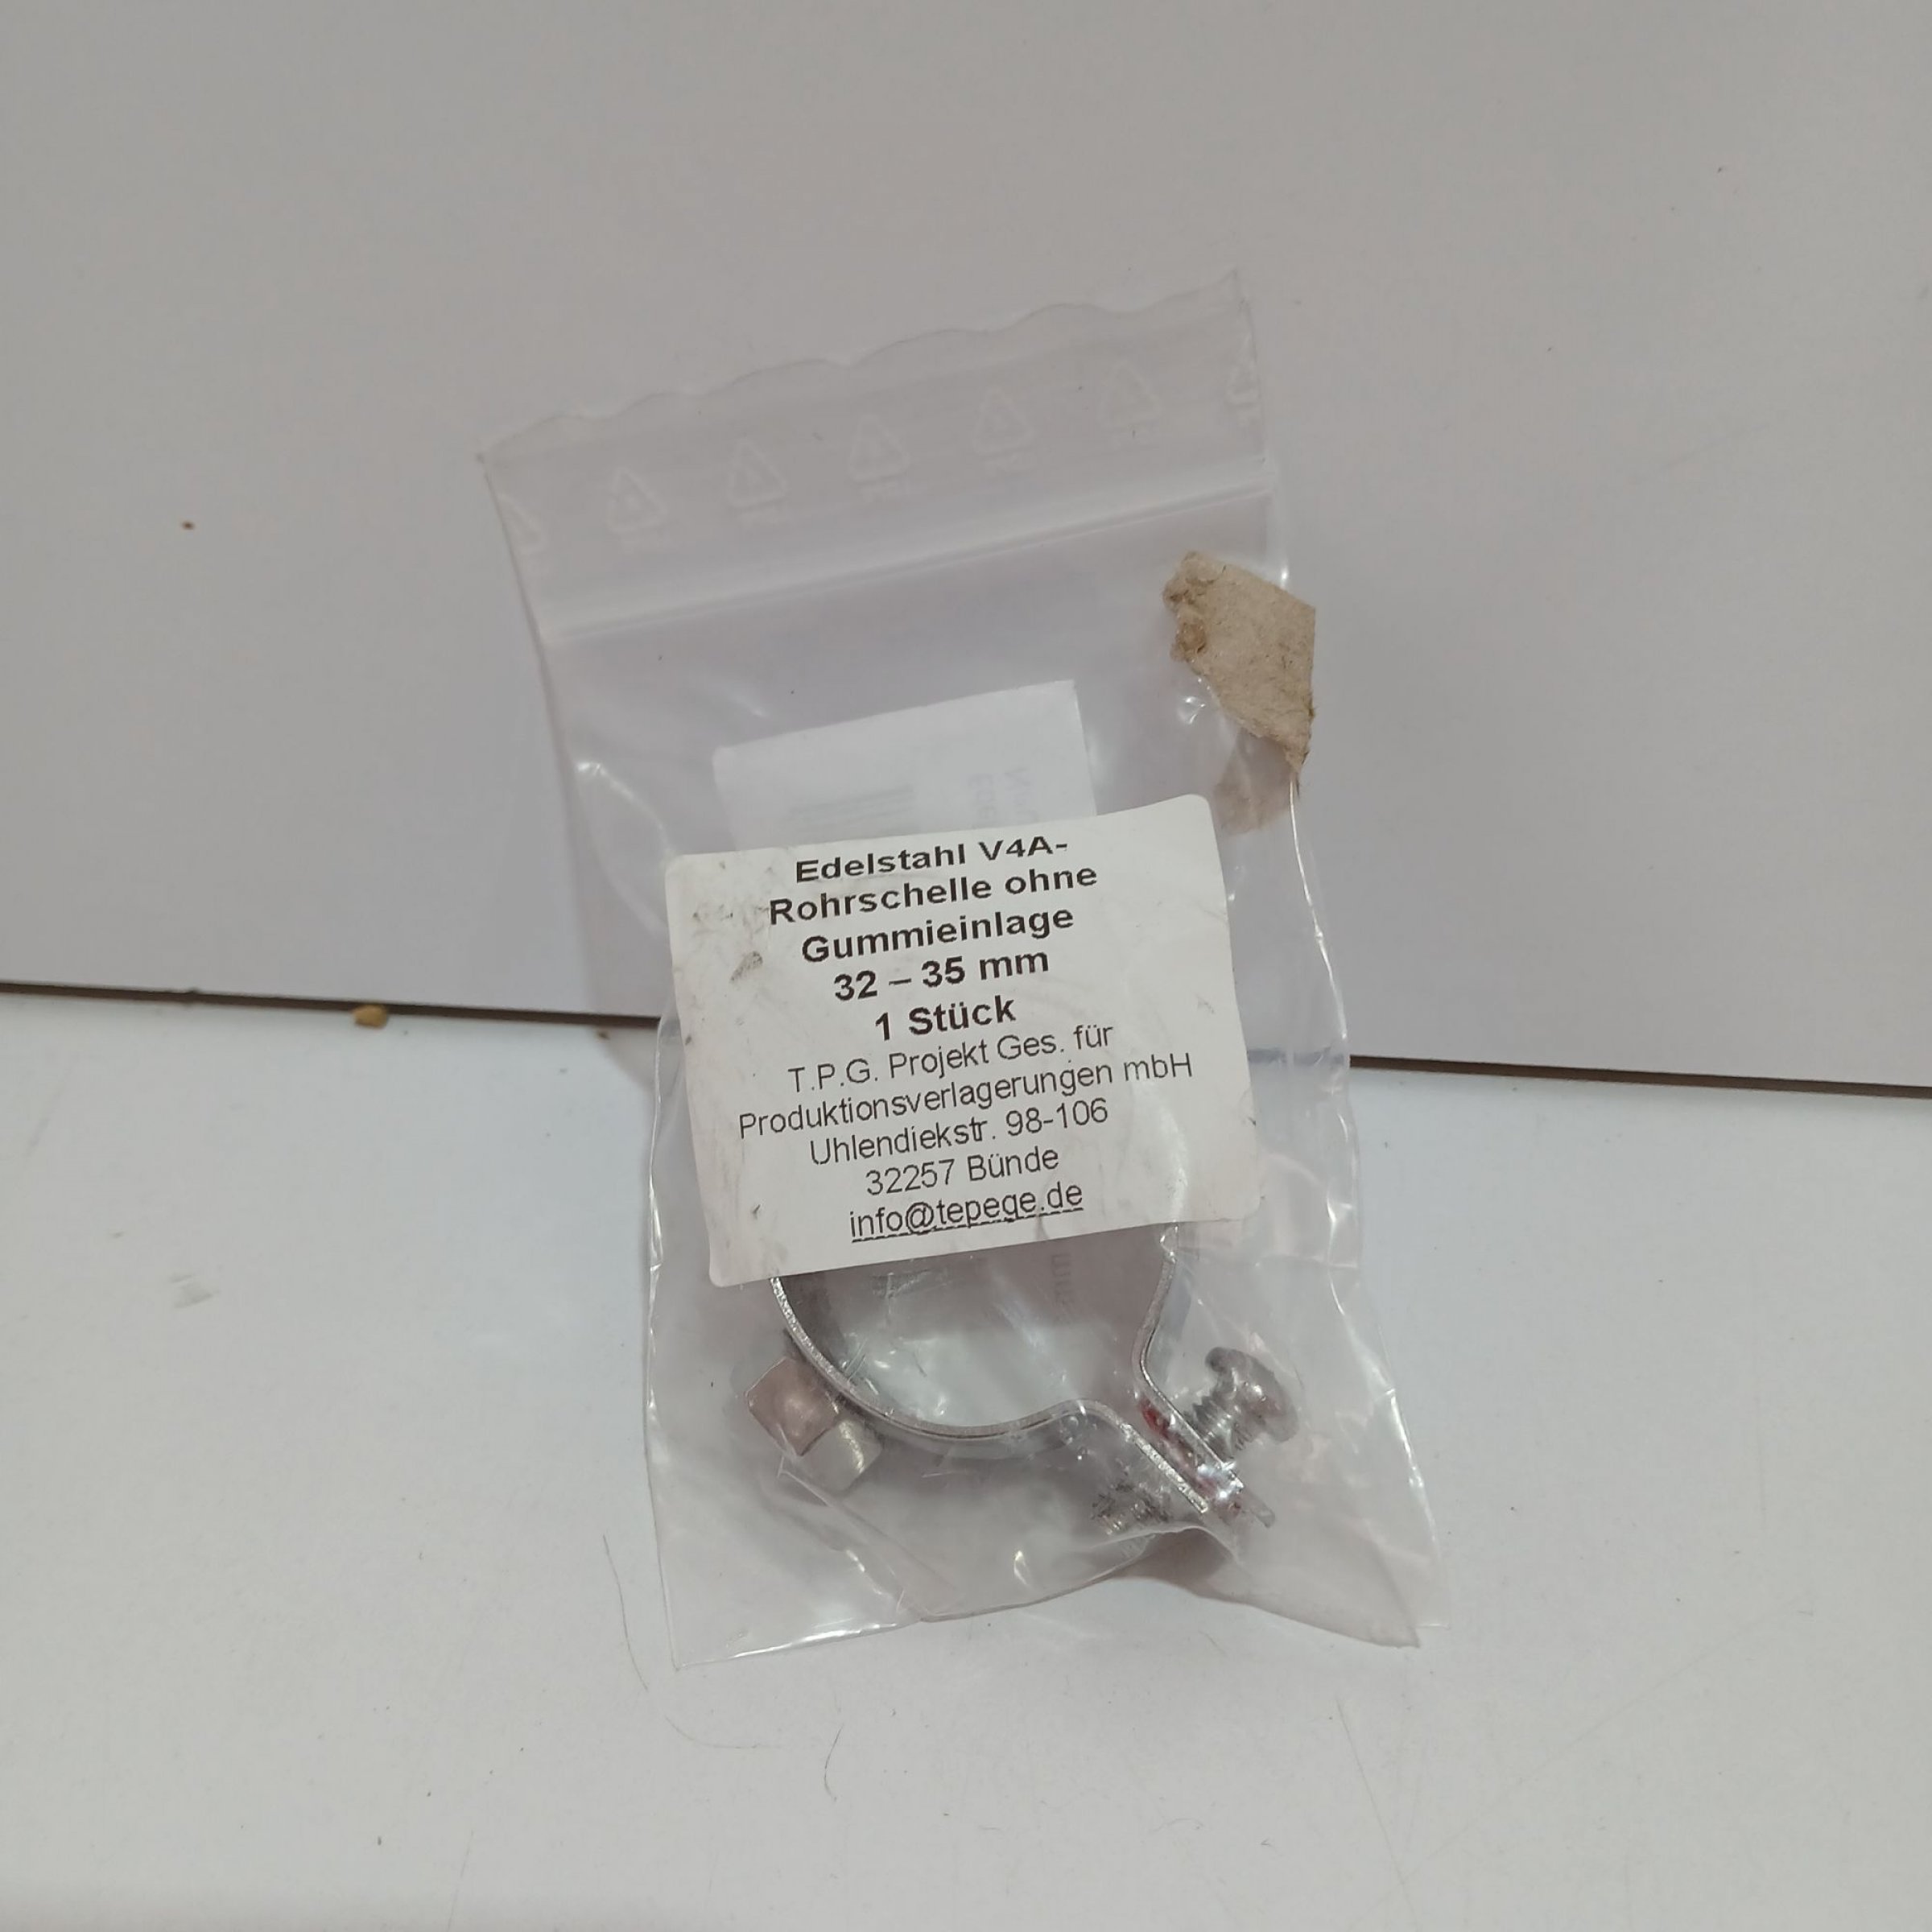 Edelstahl V4A-
Rohrschelle ohne
Gummieinlage
32 – 35 mm
1 Stück
T.P.G. Projekt Ges. für
Produktionsverlagerungen mbH
Uhlendiekstr. 98-106
32257 Bünde
info@tepege.de